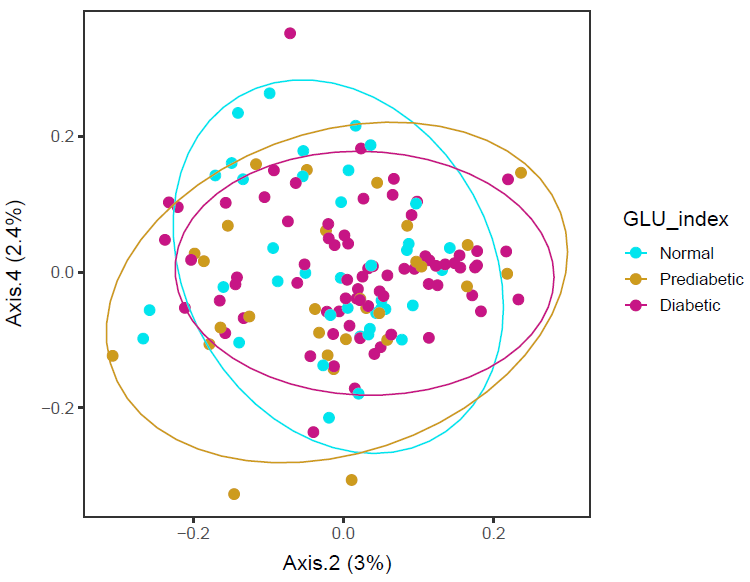 0.2
0.0
−0.2
Axis.4 (2.4%)
−0.2
0.0
0.2
Axis.2 (3%)
GLU_index
Normal
Prediabetic
Diabetic